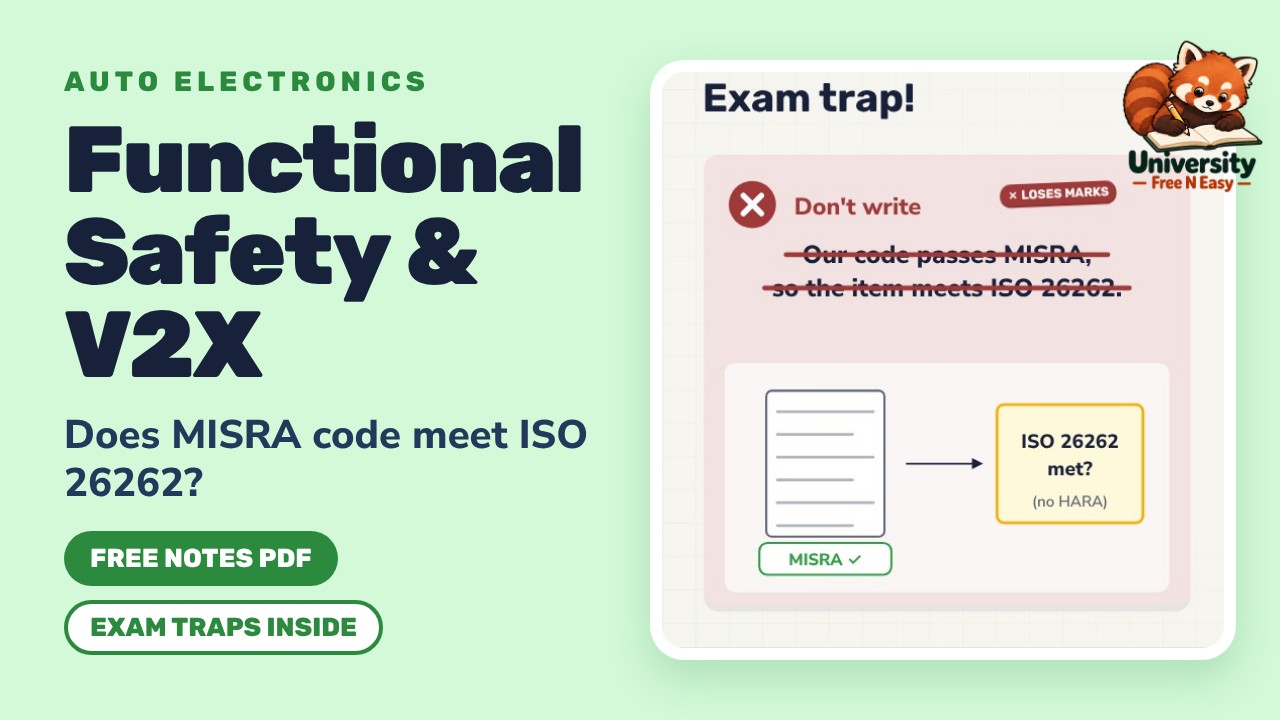 AUTO ELECTRONICS
Functional
Safety &
V2X
Does MISRA code meet ISO
26262?
FREE NOTES PDF
EXAM TRAPS INSIDE
Exam trap!
Don't write
× LOSES MARKS
Our code passes MISRA,
so the item meets ISO 26262.
MISRA ✓
ISO 26262
met?
(no HARA)
University
Free N Easy